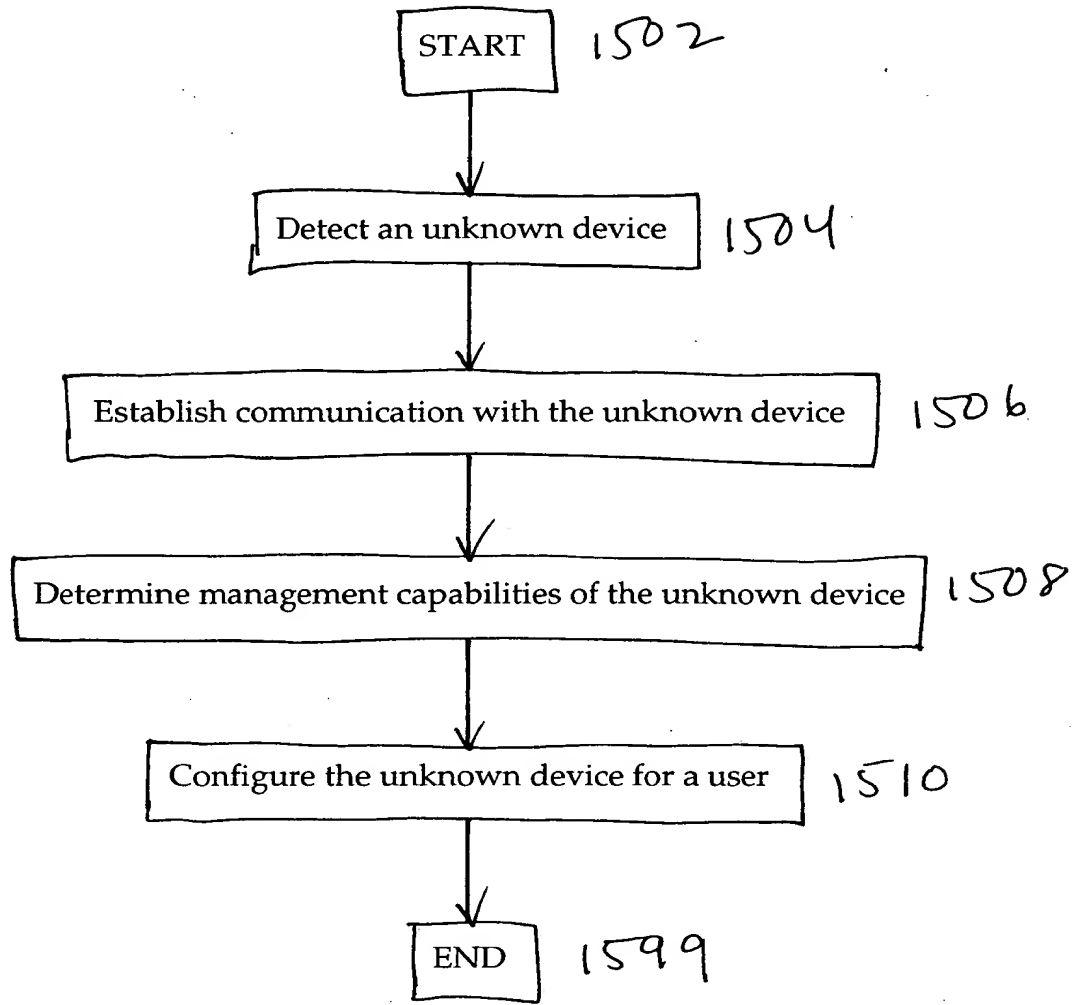 START 1502
Detect an unknown device 1504
Establish communication with the unknown device 1506
Determine management capabilities of the unknown device 1508
Configure the unknown device for a user 1510
END 1599